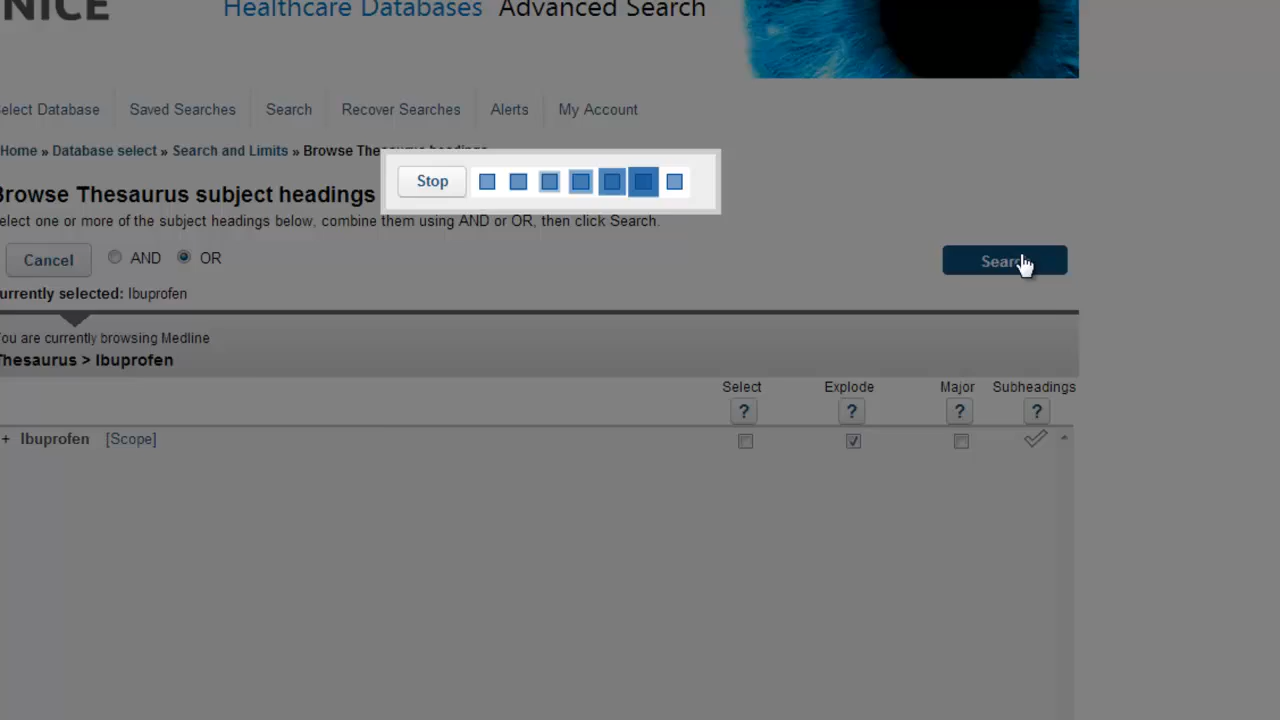 NICE
Healthcare Databases Advanced Search
elect Database Saved Searches Search Recover Searches Alerts My Account
Home » Database select » Search and Limits » Browse Thesaurus headings
Stop
Browse Thesaurus subject headings
elect one or more of the subject headings below, combine them using AND or OR, then click Search.
Cancel AND OR Search
urrently selected: Ibuprofen
You are currently browsing Medline
Thesaurus > Ibuprofen
Select Explode Major Subheadings
? ? ? ?
+ Ibuprofen [Scope]